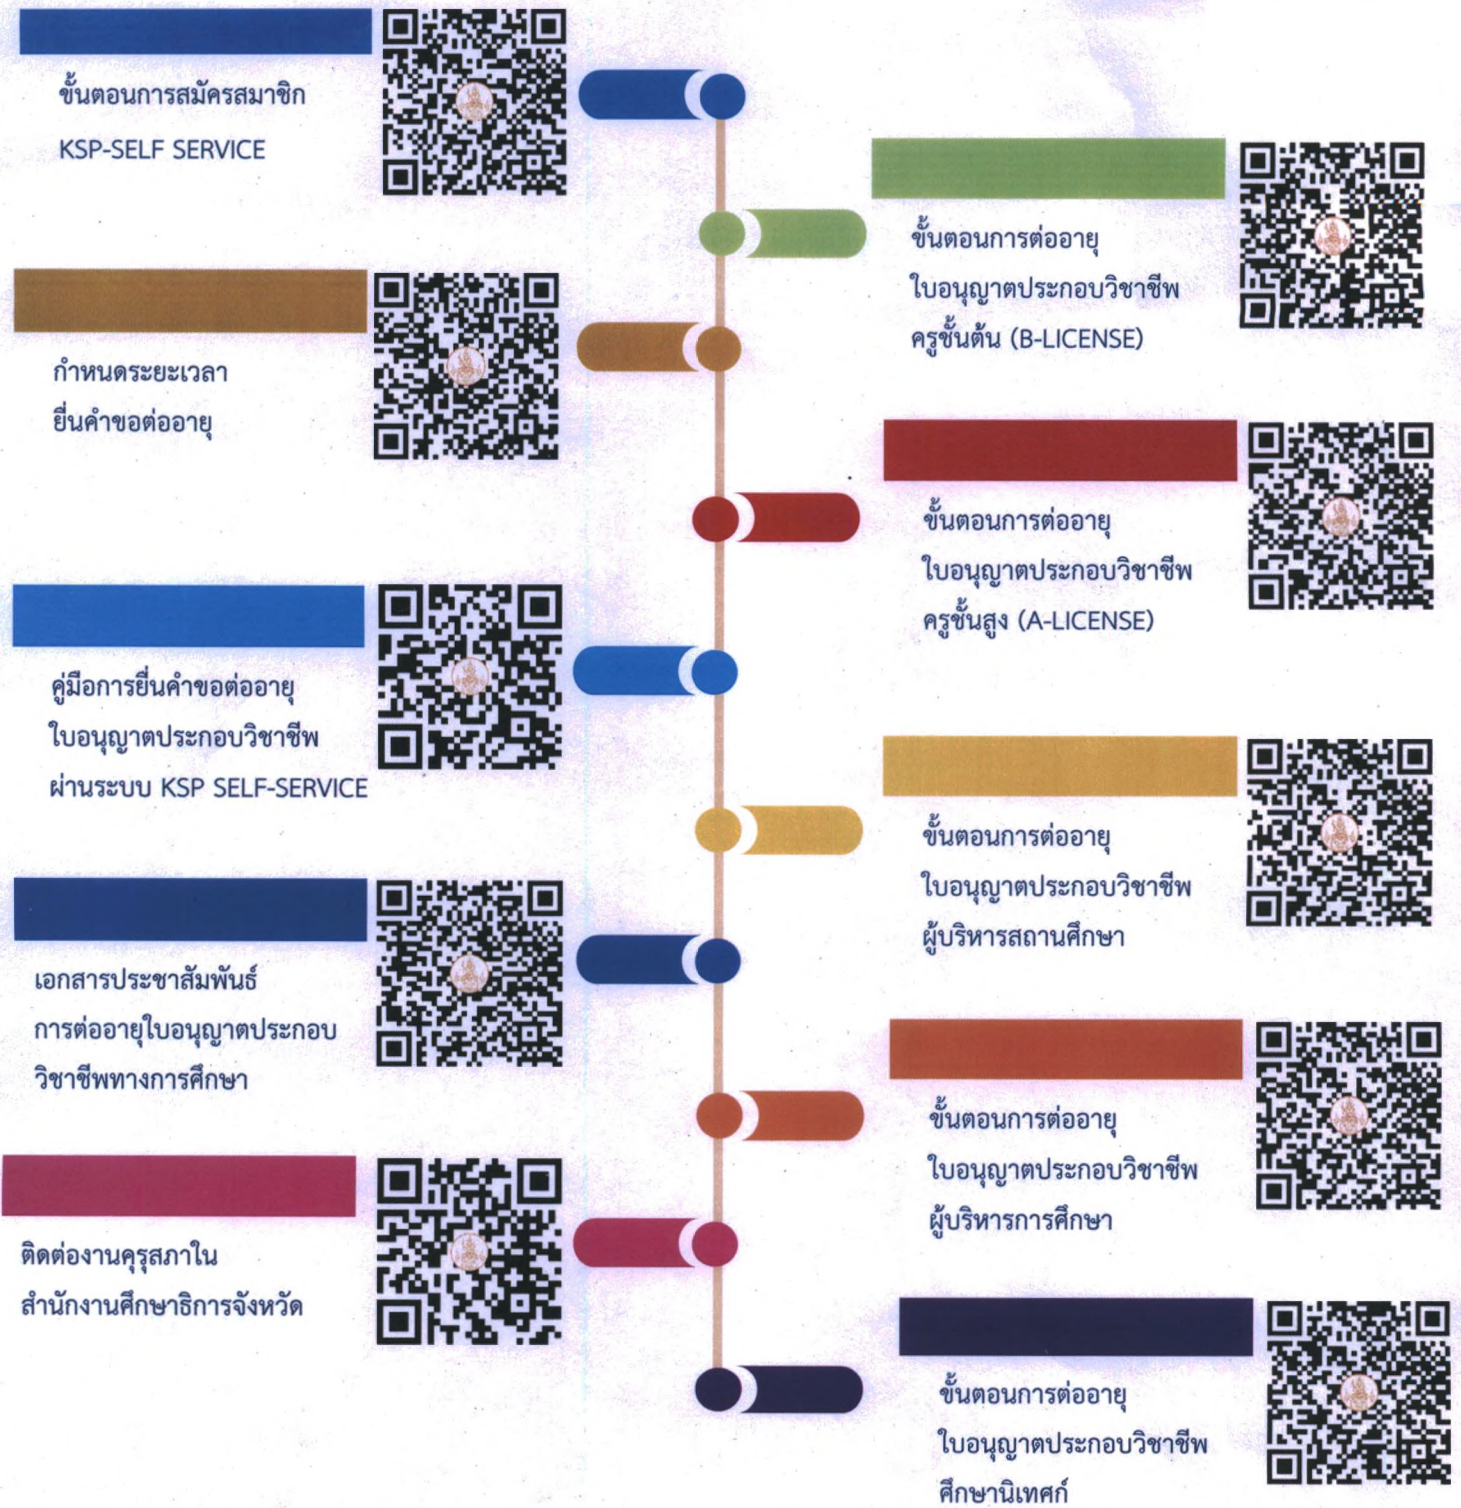 ขั้นตอนการสมัครสมาชิก
KSP-SELF SERVICE
ขั้นตอนการต่ออายุ
ใบอนุญาตประกอบวิชาชีพ
ครูชั้นต้น (B-LICENSE)
กำหนดระยะเวลา
ยื่นคำขอต่ออายุ
ขั้นตอนการต่ออายุ
ใบอนุญาตประกอบวิชาชีพ
ครูชั้นสูง (A-LICENSE)
คู่มือการยื่นคำขอต่ออายุ
ใบอนุญาตประกอบวิชาชีพ
ผ่านระบบ KSP SELF-SERVICE
ขั้นตอนการต่ออายุ
ใบอนุญาตประกอบวิชาชีพ
ผู้บริหารสถานศึกษา
เอกสารประชาสัมพันธ์
การต่ออายุใบอนุญาตประกอบ
วิชาชีพทางการศึกษา
ขั้นตอนการต่ออายุ
ใบอนุญาตประกอบวิชาชีพ
ผู้บริหารการศึกษา
ติดต่องานคุรุสภาใน
สำนักงานศึกษาธิการจังหวัด
ขั้นตอนการต่ออายุ
ใบอนุญาตประกอบวิชาชีพ
ศึกษานิเทศก์